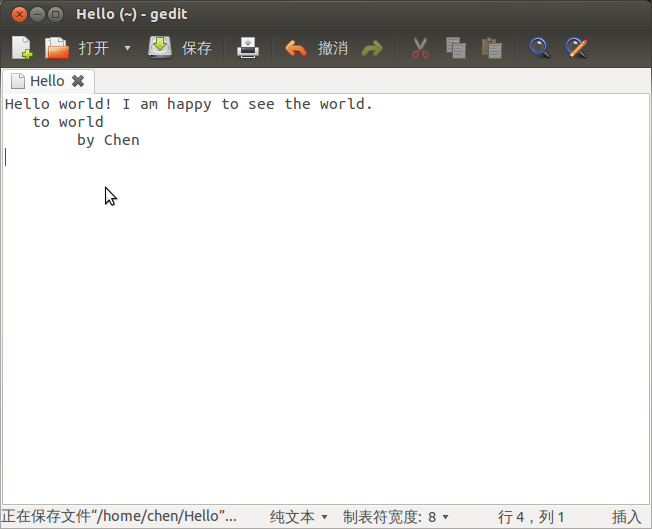 Hello (~) - gedit
打开 保存 撤消
Hello
Hello world! I am happy to see the world.
to world
by Chen
正在保存文件“/home/chen/Hello”... 纯文本 制表符宽度: 8 行 4，列 1 插入